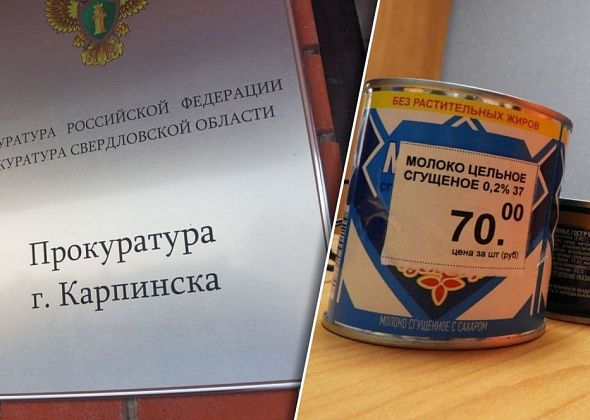 РАТУРА РОССИЙСКОЙ ФЕДЕРАЦИИ
КУРАТУРА СВЕРДЛОВСКОЙ ОБЛАСТИ
Прокуратура
г. Карпинска
БЕЗ РАСТИТЕЛЬНЫХ ЖИРОВ
МОЛОКО ЦЕЛЬНОЕ
СГУЩЕНОЕ 0,2% 37
70.00
цена за шт (руб)
МОЛОКО СГУЩЕННОЕ С САХАРОМ